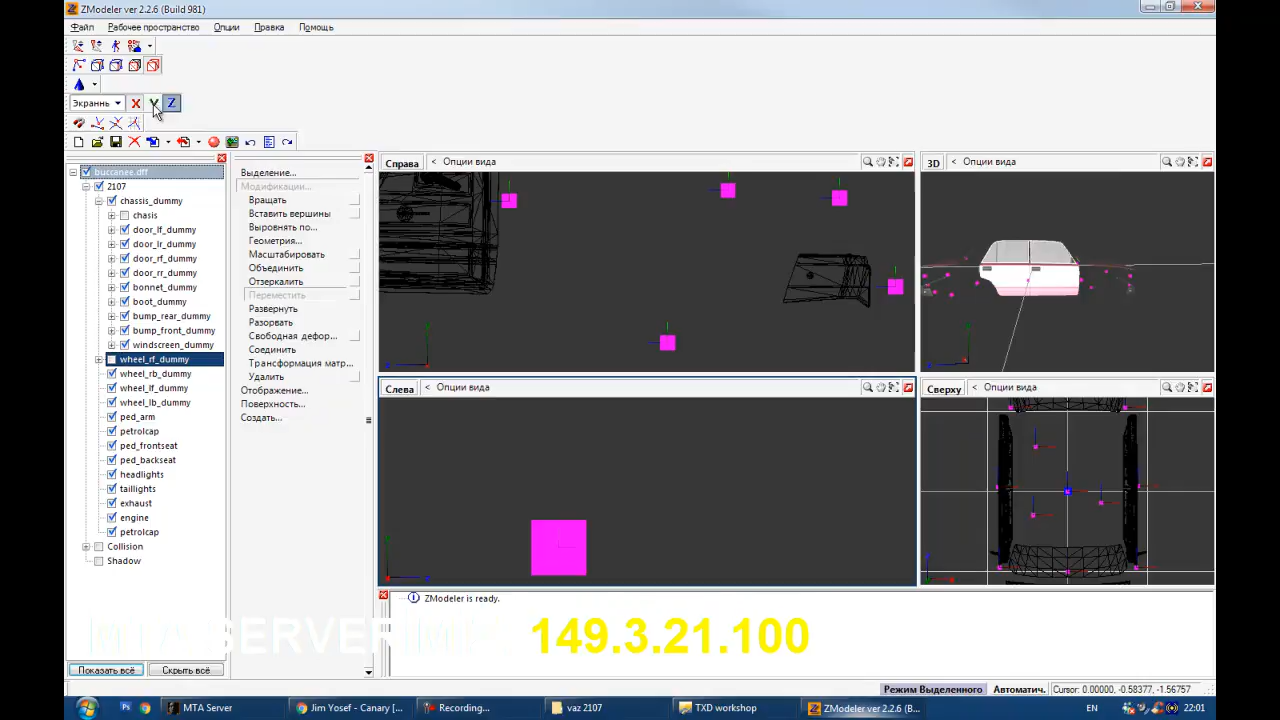 ZModeler ver 2.2.6 (Build 981)
Файл Рабочее пространство Опции Правка Помощь
Экраннь X Y Z
buccanee.dff
2107
chassis_dummy
chasis
door_lf_dummy
door_lr_dummy
door_rf_dummy
door_rr_dummy
bonnet_dummy
boot_dummy
bump_rear_dummy
bump_front_dummy
windscreen_dummy
wheel_rf_dummy
wheel_rb_dummy
wheel_lf_dummy
wheel_lb_dummy
ped_arm
petrolcap
ped_frontseat
ped_backseat
headlights
taillights
exhaust
engine
petrolcap
Collision
Shadow
Показать всё Скрыть всё
Выделение...
Модификации...
Вращать
Вставить вершины
Выровнять по...
Геометрия...
Масштабировать
Объединить
Отзеркалить
Переместить
Развернуть
Разорвать
Свободная дефор...
Соединить
Трансформация матр...
Удалить
Отображение...
Поверхность...
Создать...
Справа < Опции вида
3D < Опции вида
Слева < Опции вида
Сверху < Опции вида
ZModeler is ready.
MTA SERVER 149.3.21.100
Режим Выделенного Автоматич. Cursor: 0.00000, -0.58377, -1.56757
MTA Server Jim Yosef - Canary [... Recording... vaz 2107 TXD workshop ZModeler ver 2.2.6 (B... EN 22:01